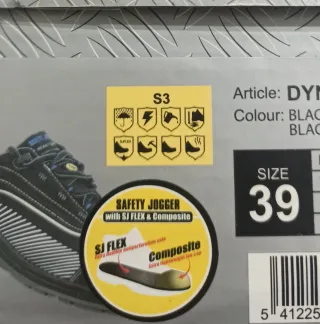 S3
Article: DYN
Colour: BLAC
BLAC
SIZE
39
SAFETY JOGGER
with SJ FLEX & Composite
SJ FLEX
Composite
5 41225